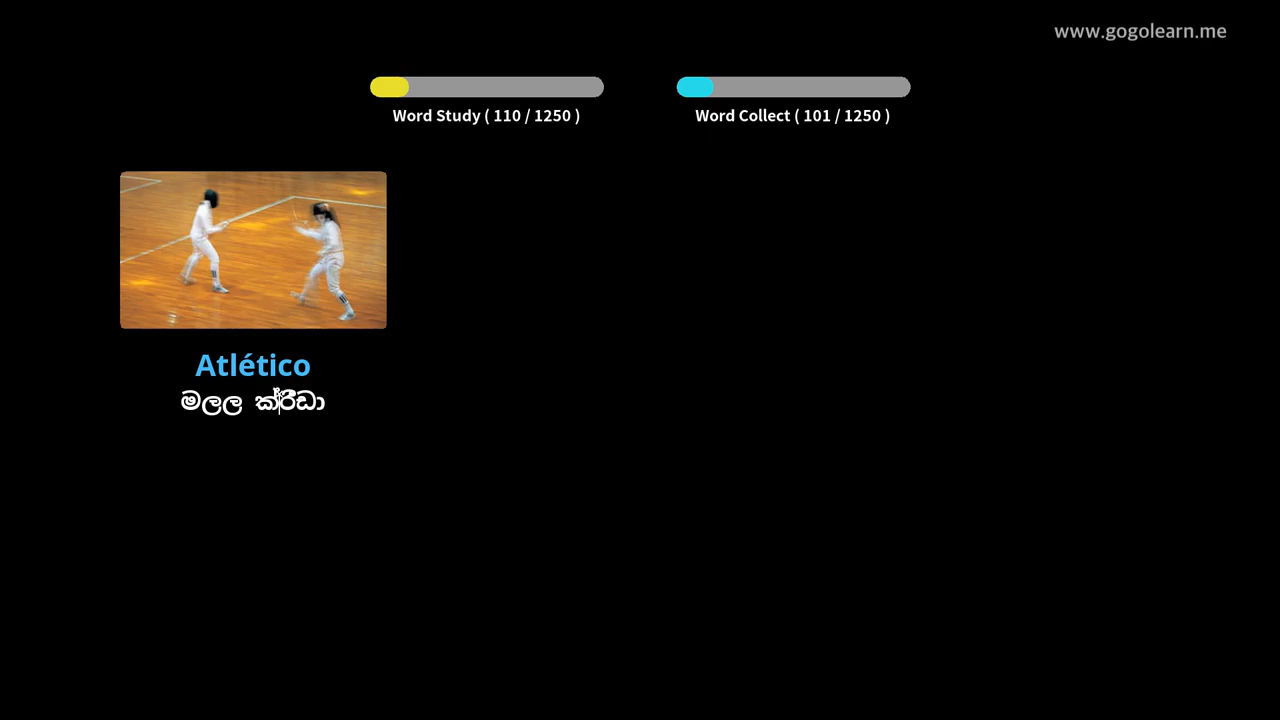 www.gogolearn.me
Word Study ( 110 / 1250 )
Word Collect ( 101 / 1250 )
Atlético
මලල ක්‍රීඩා